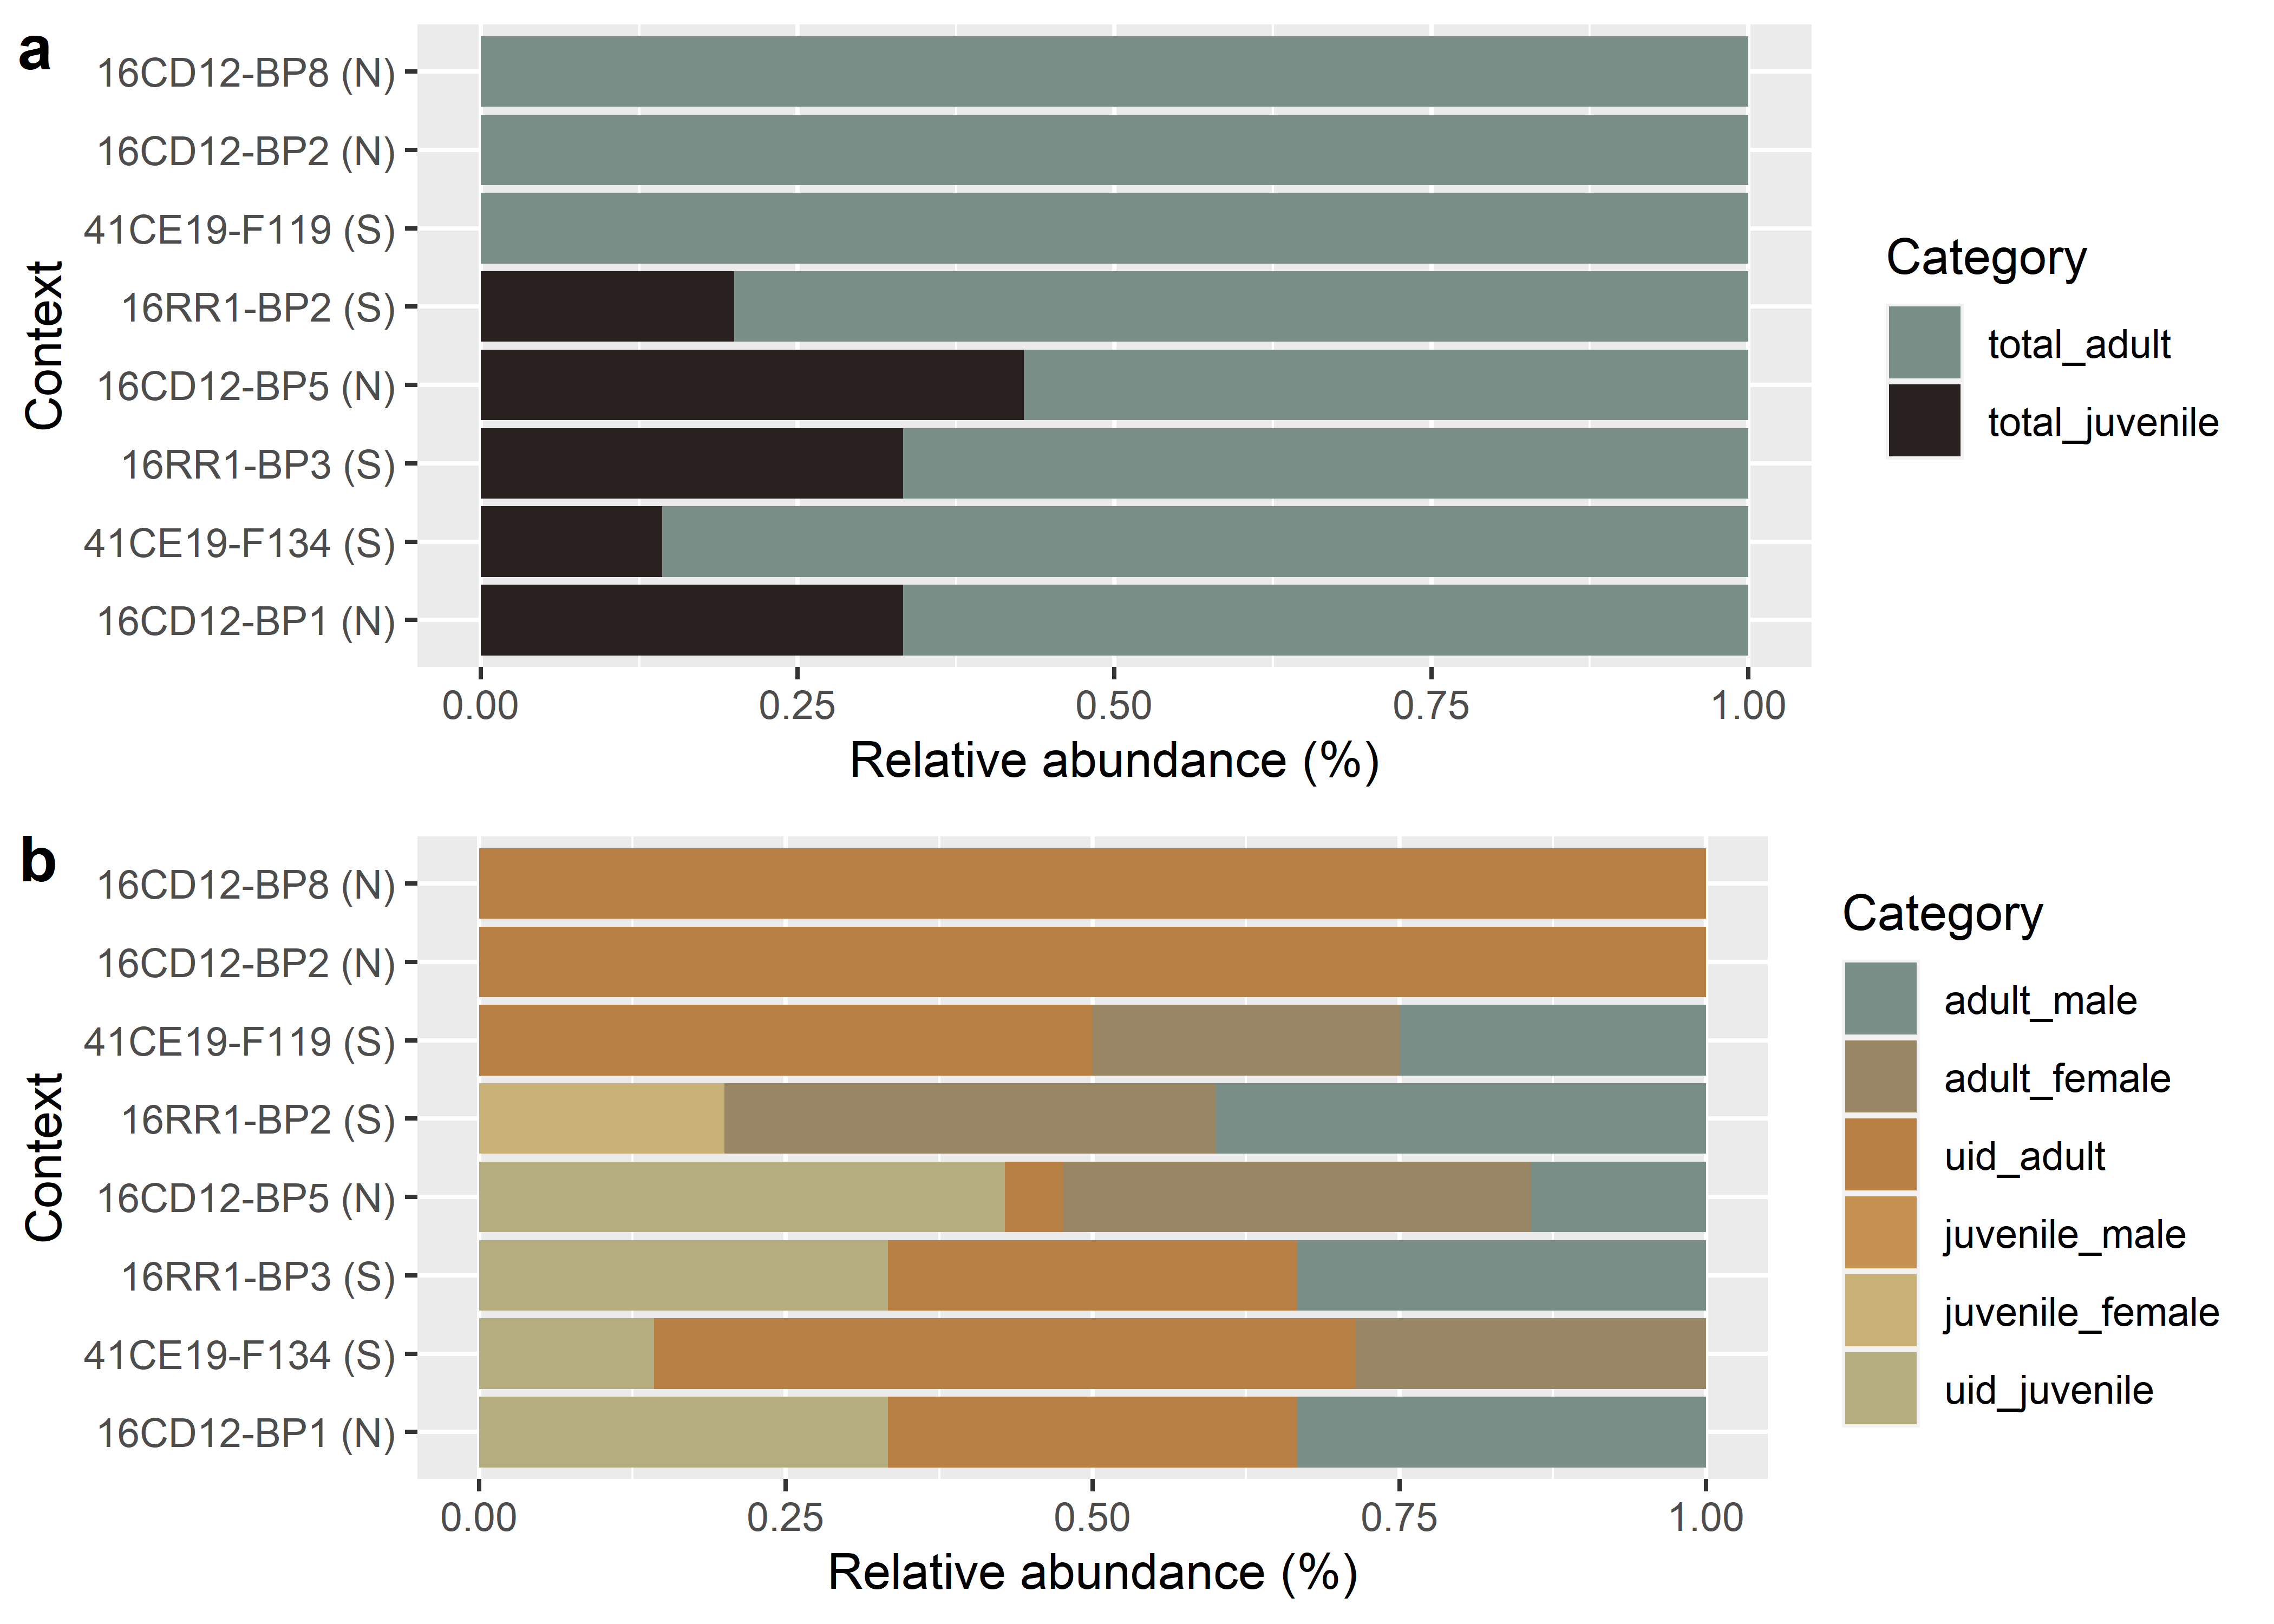 a
16CD12-BP8 (N)
16CD12-BP2 (N)
41CE19-F119 (S)
16RR1-BP2 (S)
16CD12-BP5 (N)
16RR1-BP3 (S)
41CE19-F134 (S)
16CD12-BP1 (N)
Context
0.00 0.25 0.50 0.75 1.00
Relative abundance (%)
Category
total_adult
total_juvenile
b
16CD12-BP8 (N)
16CD12-BP2 (N)
41CE19-F119 (S)
16RR1-BP2 (S)
16CD12-BP5 (N)
16RR1-BP3 (S)
41CE19-F134 (S)
16CD12-BP1 (N)
Context
0.00 0.25 0.50 0.75 1.00
Relative abundance (%)
Category
adult_male
adult_female
uid_adult
juvenile_male
juvenile_female
uid_juvenile